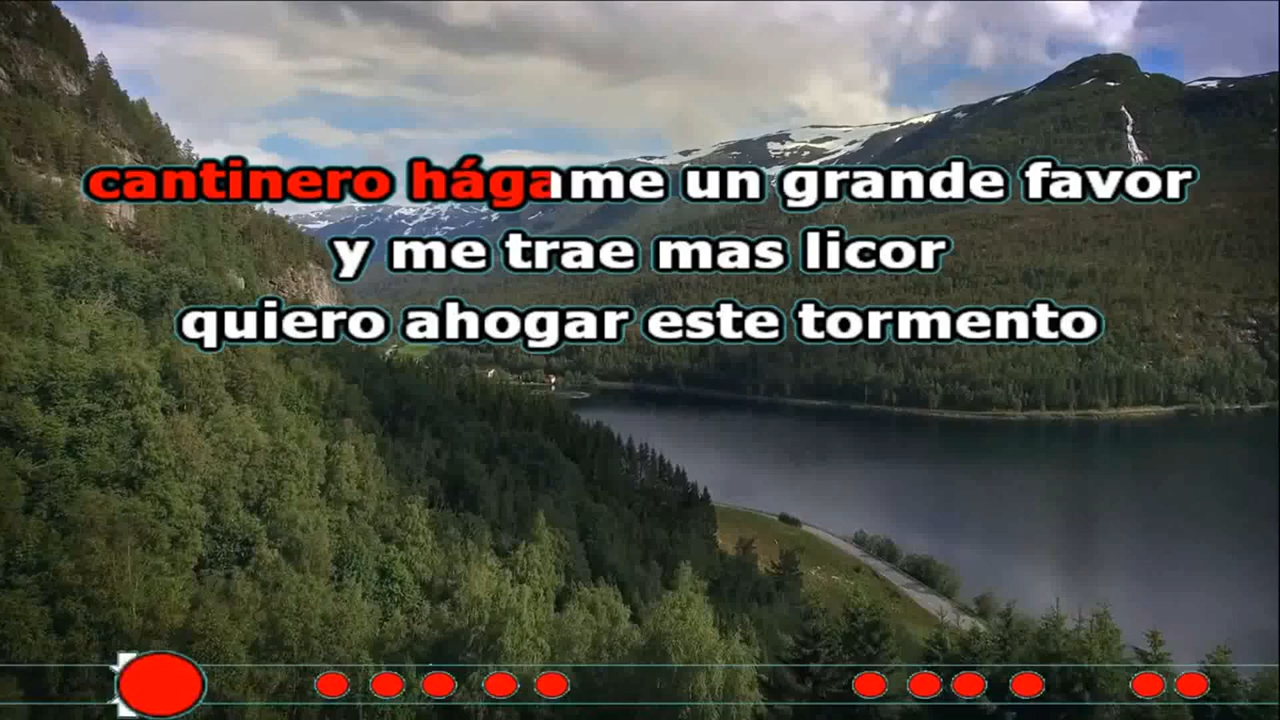 cantinero hágame un grande favor
y me trae mas licor
quiero ahogar este tormento